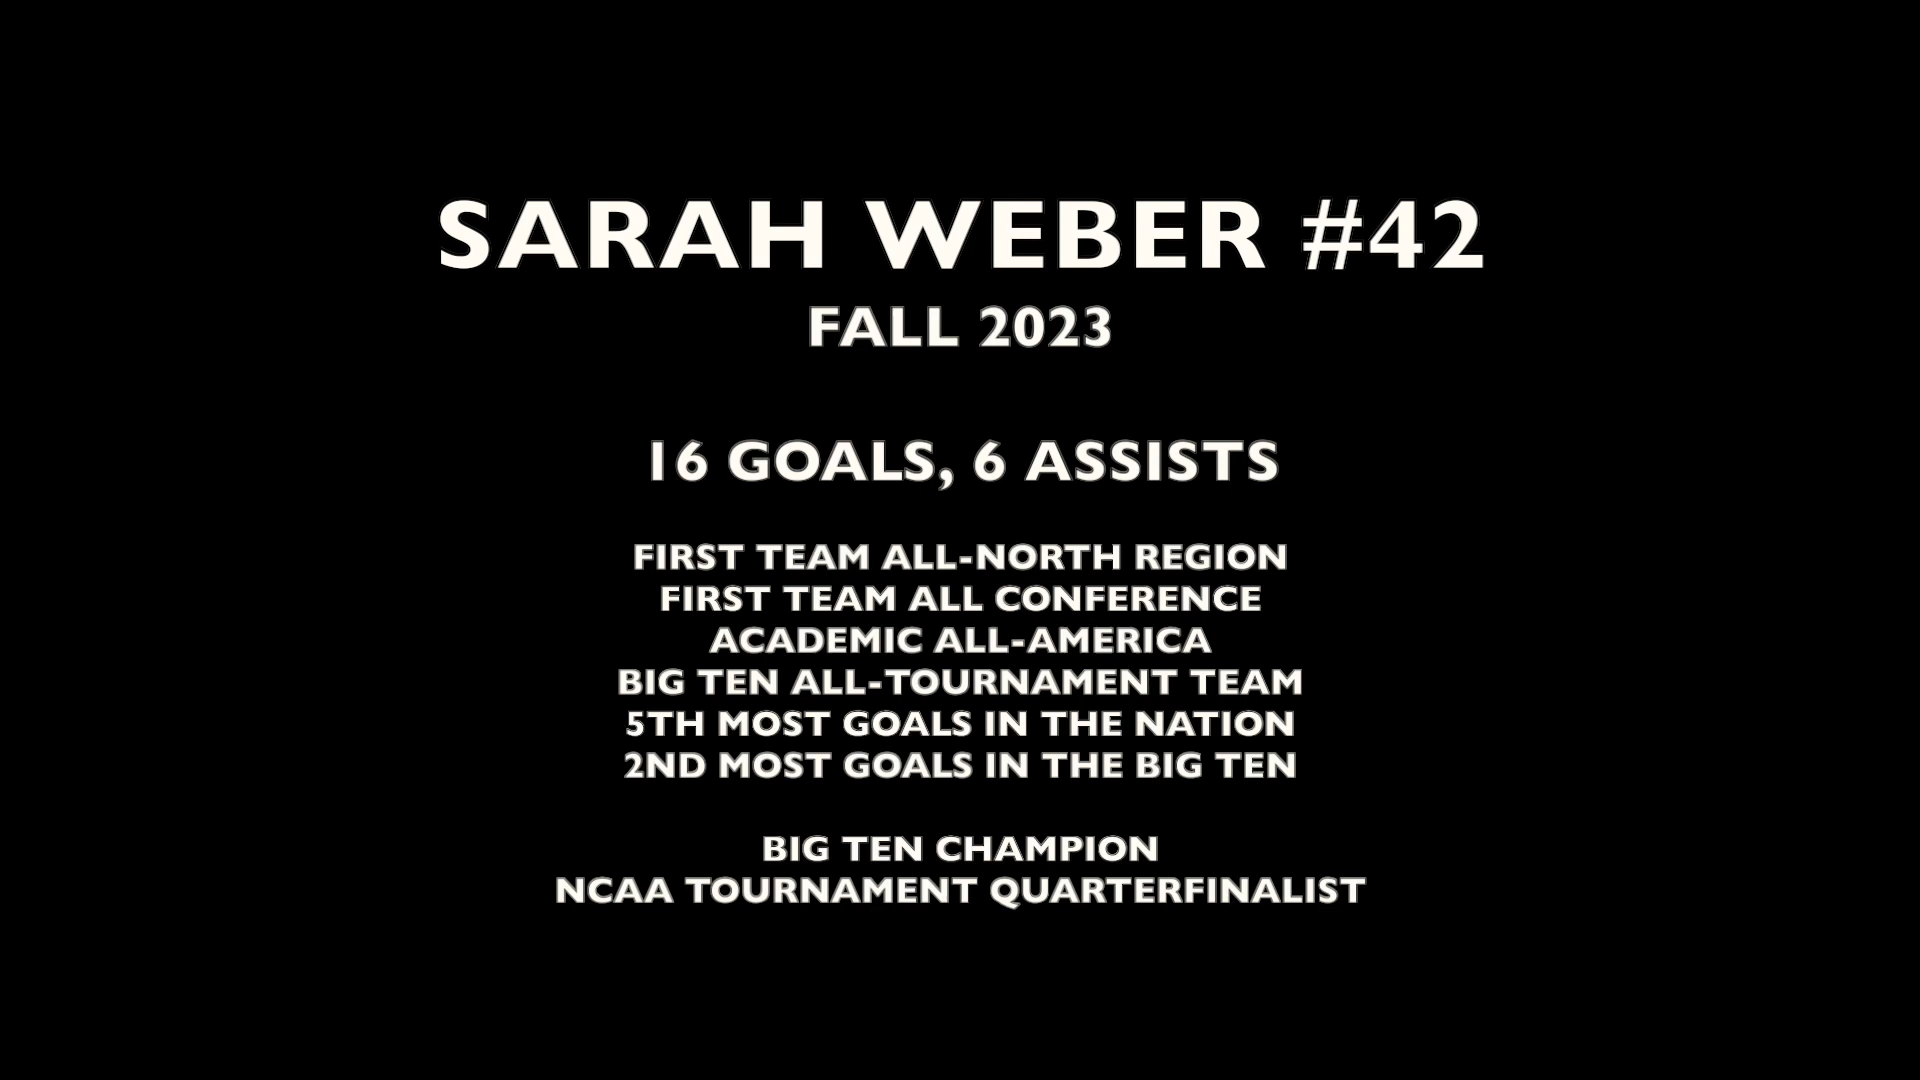 SARAH WEBER #42
FALL 2023
16 GOALS, 6 ASSISTS
FIRST TEAM ALL-NORTH REGION
FIRST TEAM ALL CONFERENCE
ACADEMIC ALL-AMERICA
BIG TEN ALL-TOURNAMENT TEAM
5TH MOST GOALS IN THE NATION
2ND MOST GOALS IN THE BIG TEN
BIG TEN CHAMPION
NCAA TOURNAMENT QUARTERFINALIST